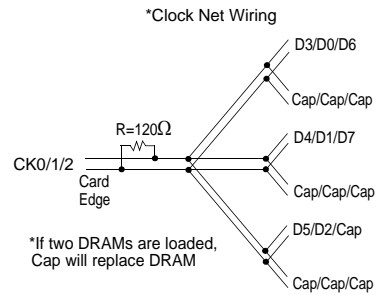 *Clock Net Wiring
D3/D0/D6
Cap/Cap/Cap
R=120Ω
D4/D1/D7
CK0/1/2
Card
Edge
Cap/Cap/Cap
D5/D2/Cap
*If two DRAMs are loaded,
Cap will replace DRAM
Cap/Cap/Cap